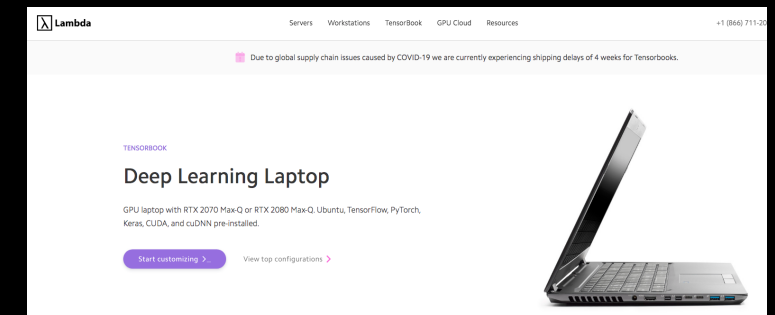 Lambda
Servers Workstations TensorBook GPU Cloud Resources +1 (866) 711-20
Due to global supply chain issues caused by COVID-19 we are currently experiencing shipping delays of 4 weeks for Tensorbooks.
TENSORBOOK
Deep Learning Laptop
GPU laptop with RTX 2070 Max-Q or RTX 2080 Max-Q. Ubuntu, TensorFlow, PyTorch,
Keras, CUDA, and cuDNN pre-installed.
Start customizing >_ View top configurations >